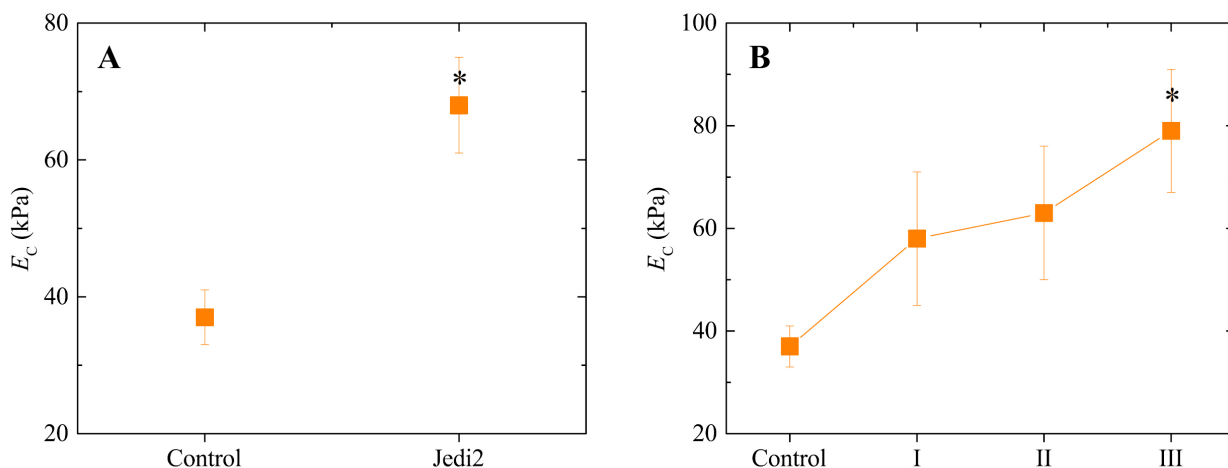 A
80
60
40
20
E_C (kPa)
*
Control Jedi2
B
100
80
60
40
20
E_C (kPa)
*
Control I II III